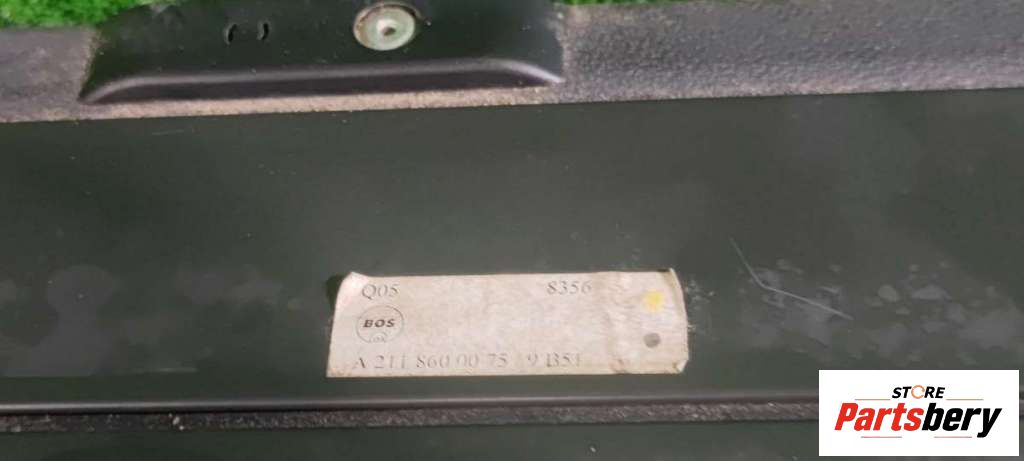 Q05 8356
BOS
A 211 860 00 75 9B51
STORE
Partsbery